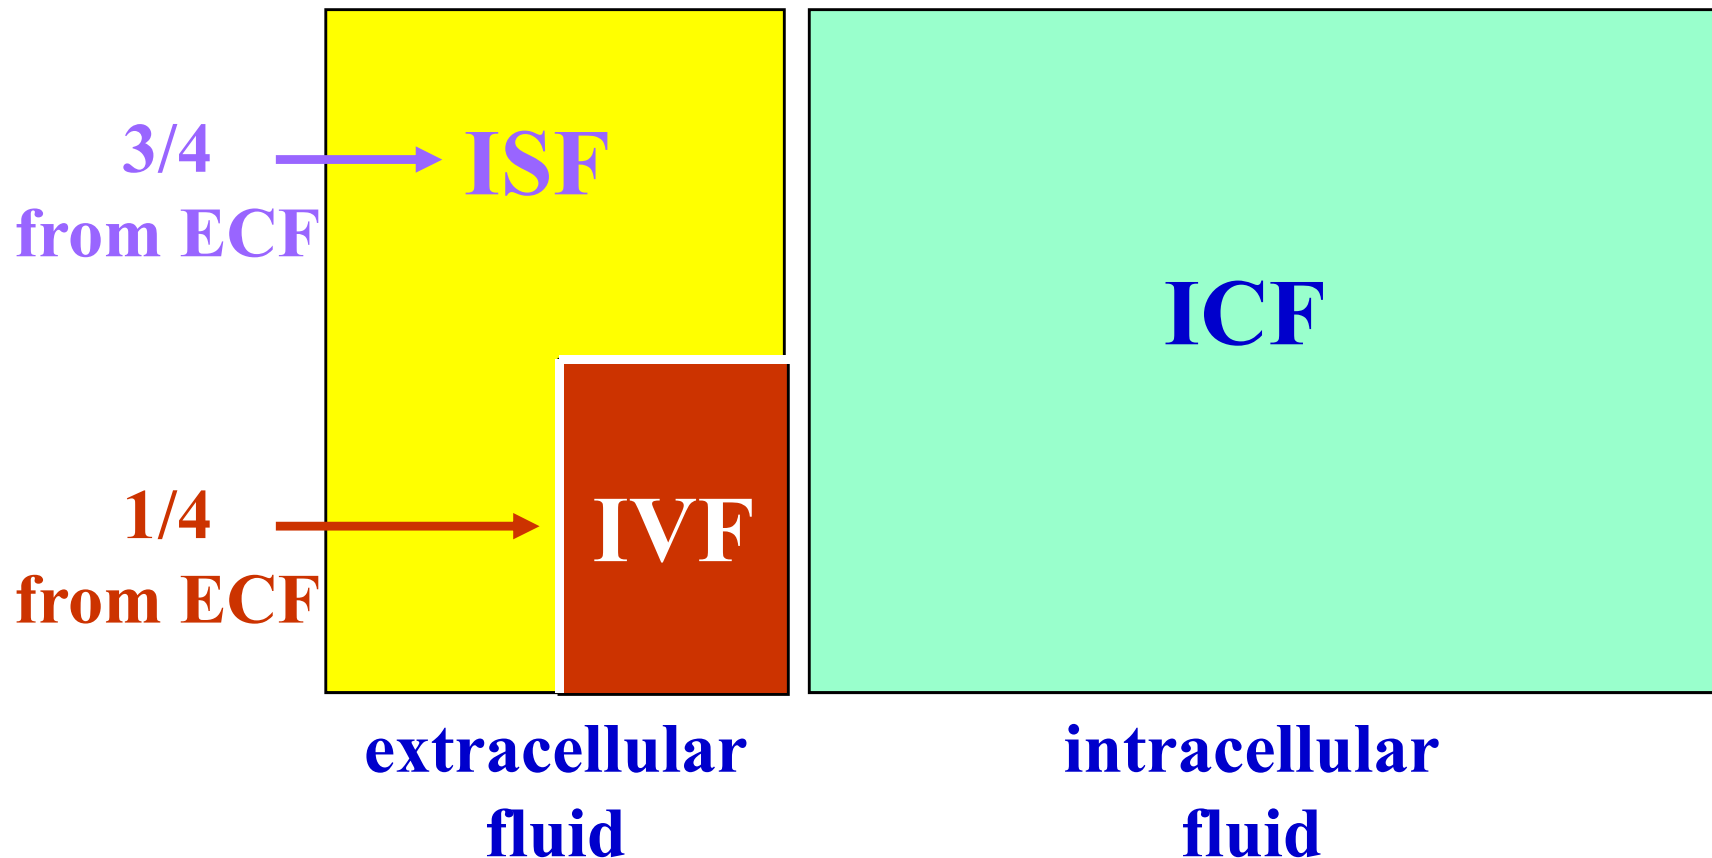 3/4
from ECF
ISF
ICF
1/4
from ECF
IVF
extracellular
fluid
intracellular
fluid